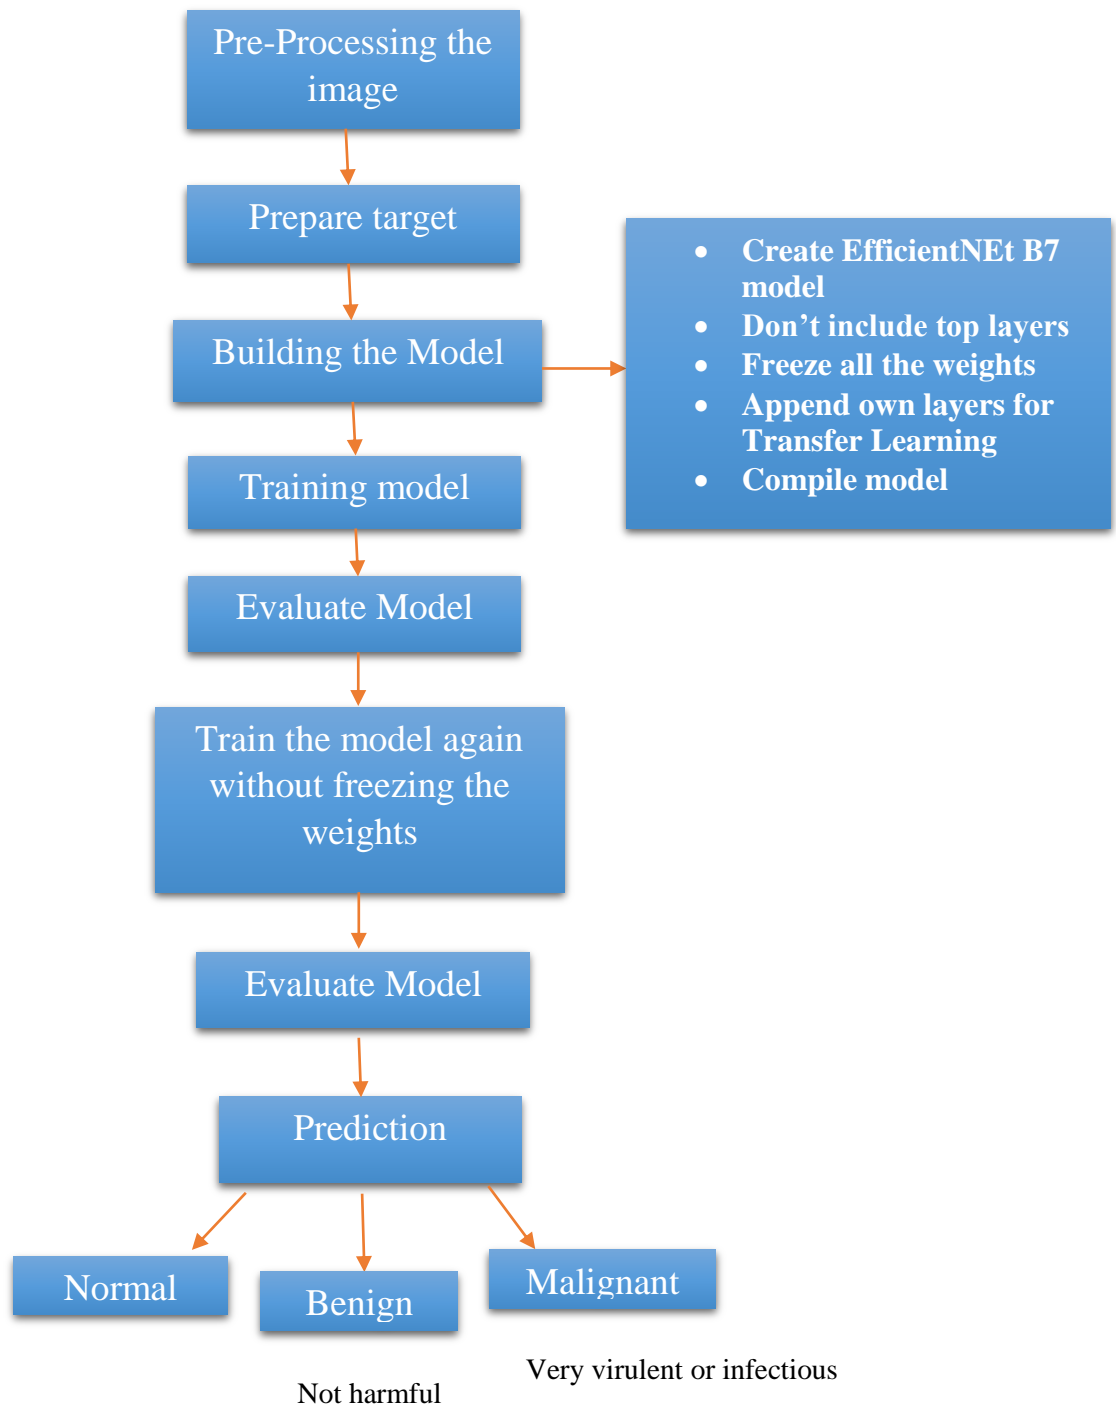 Pre-Processing the
image
Prepare target
Building the Model
• Create EfficientNEt B7
model
• Don’t include top layers
• Freeze all the weights
• Append own layers for
Transfer Learning
• Compile model
Training model
Evaluate Model
Train the model again
without freezing the
weights
Evaluate Model
Prediction
Normal
Benign
Malignant
Very virulent or infectious
Not harmful